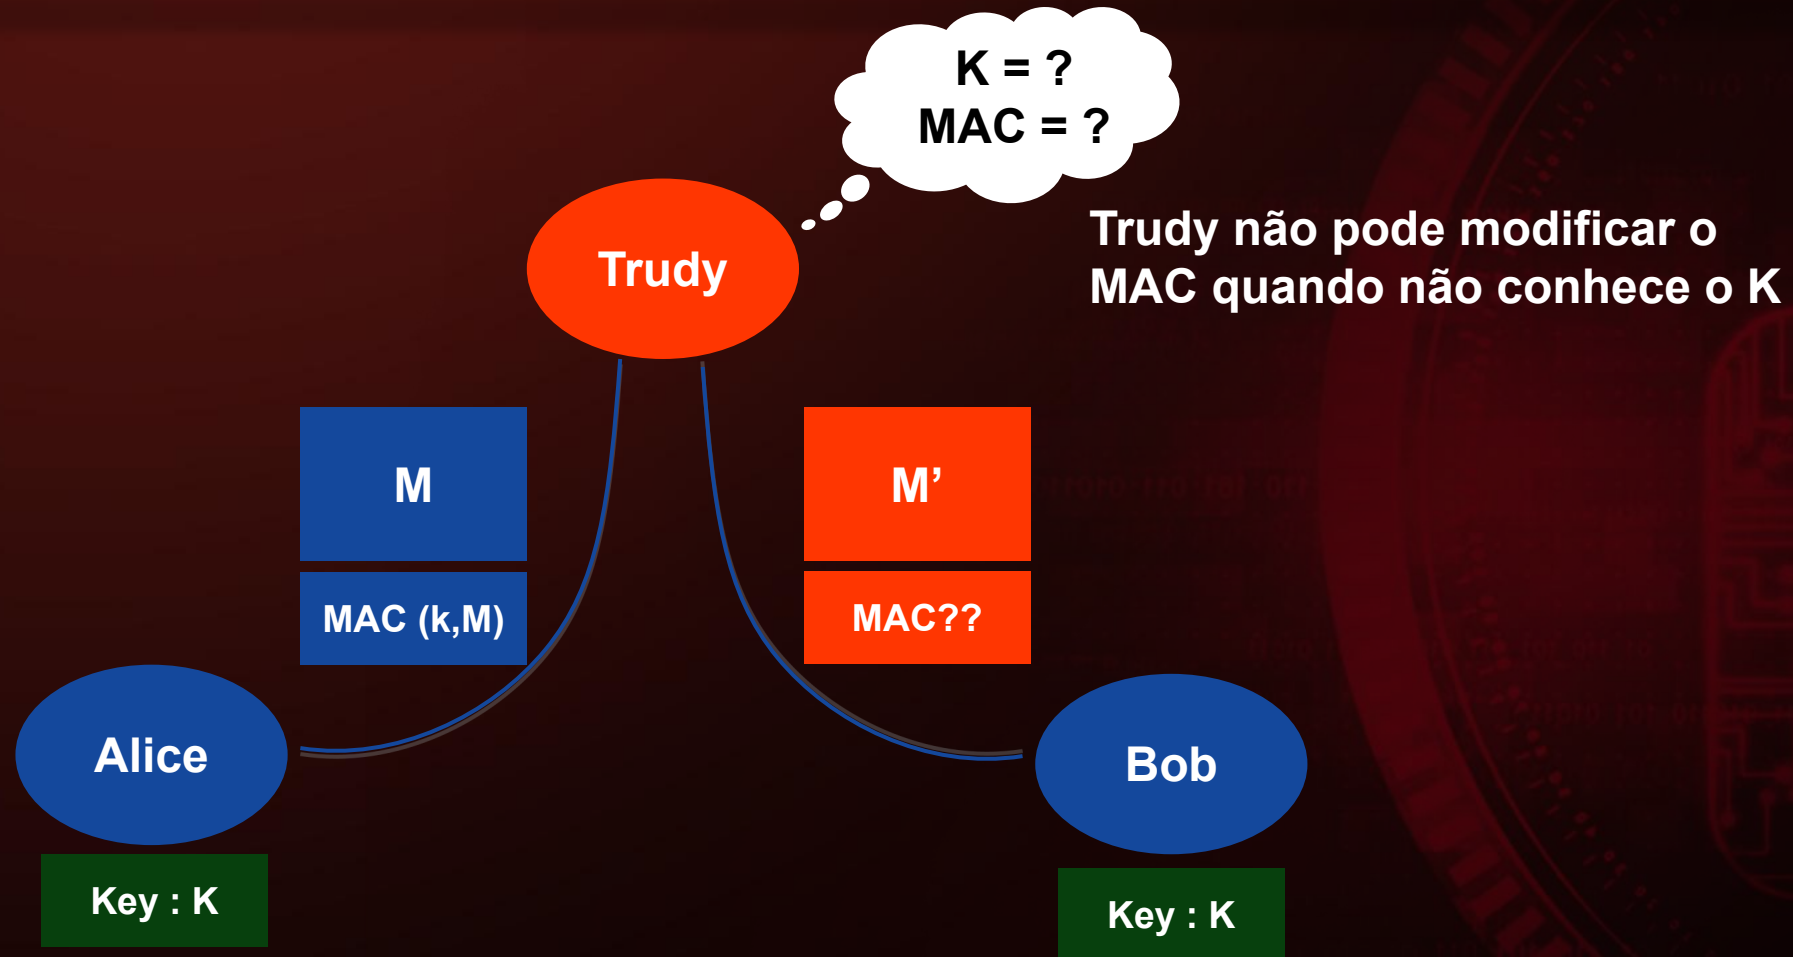 K = ?
MAC = ?
Trudy
Trudy não pode modificar o
MAC quando não conhece o K
M
M’
MAC (k,M)
MAC??
Alice
Bob
Key : K
Key : K